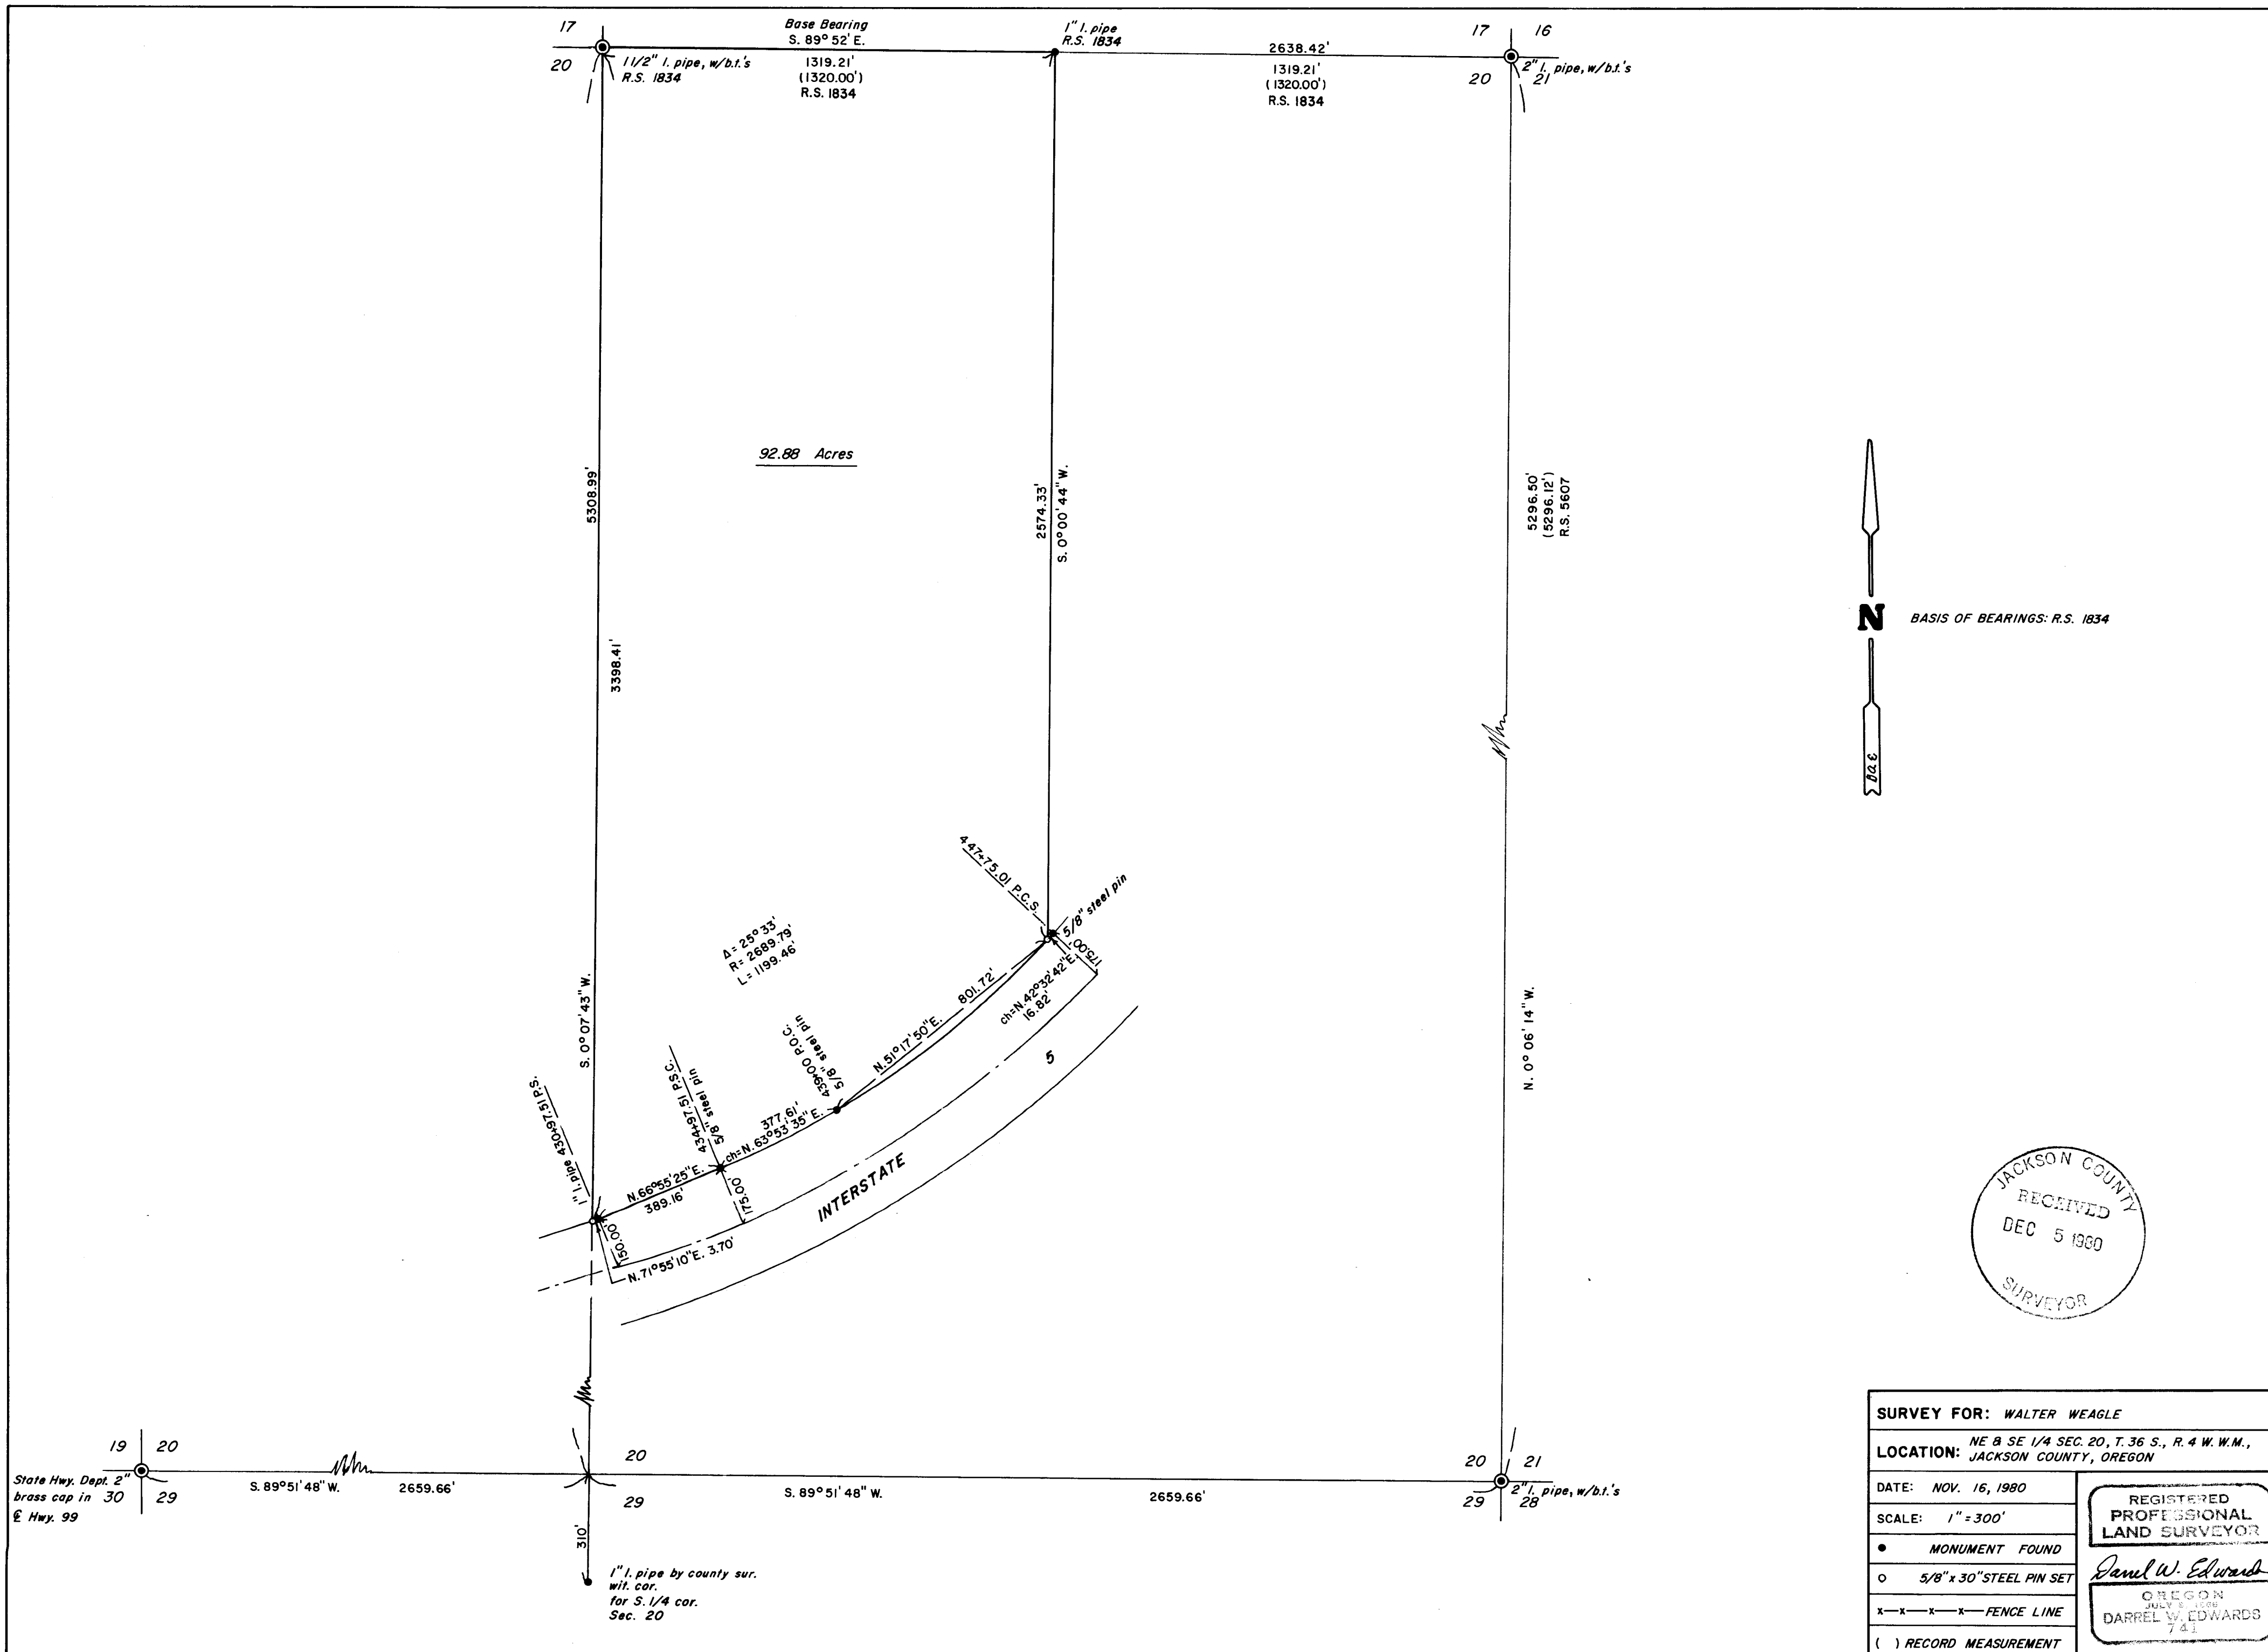 17
Base Bearing
S. 89° 52' E.
1" I. pipe
R.S. 1834
2638.42'
17 16
20
1 1/2" I. pipe, w/b.t.'s
R.S. 1834
1319.21'
(1320.00')
R.S. 1834
1319.21'
(1320.00')
R.S. 1834
20 21
2" I. pipe, w/b.t.'s
92.88 Acres
5308.99'
3398.41'
S. 0° 07' 43" W.
2574.33'
S. 0° 00' 44" W.
5296.50'
(5296.12')
R.S. 5607
N. 0° 06' 14" W.
N
BASIS OF BEARINGS: R.S. 1834
447+75.01 P.C.S.
5/8" steel pin
175.00'
Δ = 25° 33'
R = 2689.79'
L = 1199.46'
801.72'
N. 51° 17' 50" E.
ch=N. 42° 32' 42" E.
16.82'
439+00 P.O.C.
5/8" steel pin
434+97.51 P.S.C.
5/8" steel pin
377.61'
ch=N. 63° 53' 35" E.
1" I. pipe 430+97.51 P.S.
N. 66° 55' 25" E.
389.16'
175.00'
150.00'
N. 71° 55' 10" E. 3.70'
INTERSTATE 5
JACKSON COUNTY
RECEIVED
DEC 5 1980
SURVEYOR
19 20
State Hwy. Dept. 2"
brass cap in 30 29
℄ Hwy. 99
S. 89° 51' 48" W. 2659.66'
20
29
S. 89° 51' 48" W. 2659.66'
20 21
29 28
2" I. pipe, w/b.t.'s
310'
1" I. pipe by county sur.
wit. cor.
for S. 1/4 cor.
Sec. 20
SURVEY FOR: WALTER WEAGLE
LOCATION: NE & SE 1/4 SEC. 20, T. 36 S., R. 4 W. W.M.,
JACKSON COUNTY, OREGON
DATE: NOV. 16, 1980
SCALE: 1" = 300'
MONUMENT FOUND
5/8" x 30" STEEL PIN SET
x—x—x—x— FENCE LINE
( ) RECORD MEASUREMENT
REGISTERED
PROFESSIONAL
LAND SURVEYOR
Darrel W. Edwards
OREGON
JULY
DARREL W. EDWARDS
741